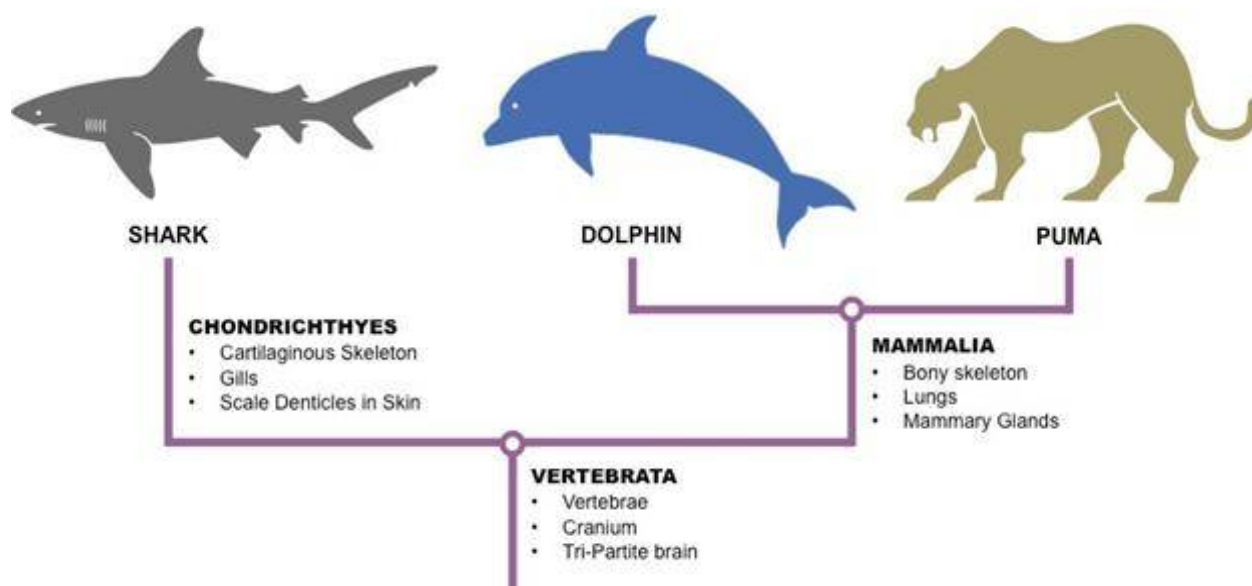 SHARK
DOLPHIN
PUMA
CHONDRICHTHYES
• Cartilaginous Skeleton
• Gills
• Scale Denticles in Skin
MAMMALIA
• Bony skeleton
• Lungs
• Mammary Glands
VERTEBRATA
• Vertebrae
• Cranium
• Tri-Partite brain